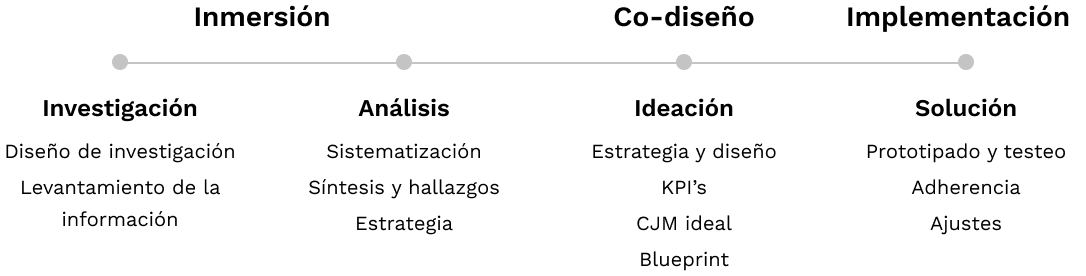 Inmersión
Co-diseño
Implementación
Investigación
Diseño de investigación
Levantamiento de la
información
Análisis
Sistematización
Síntesis y hallazgos
Estrategia
Ideación
Estrategia y diseño
KPI’s
CJM ideal
Blueprint
Solución
Prototipado y testeo
Adherencia
Ajustes